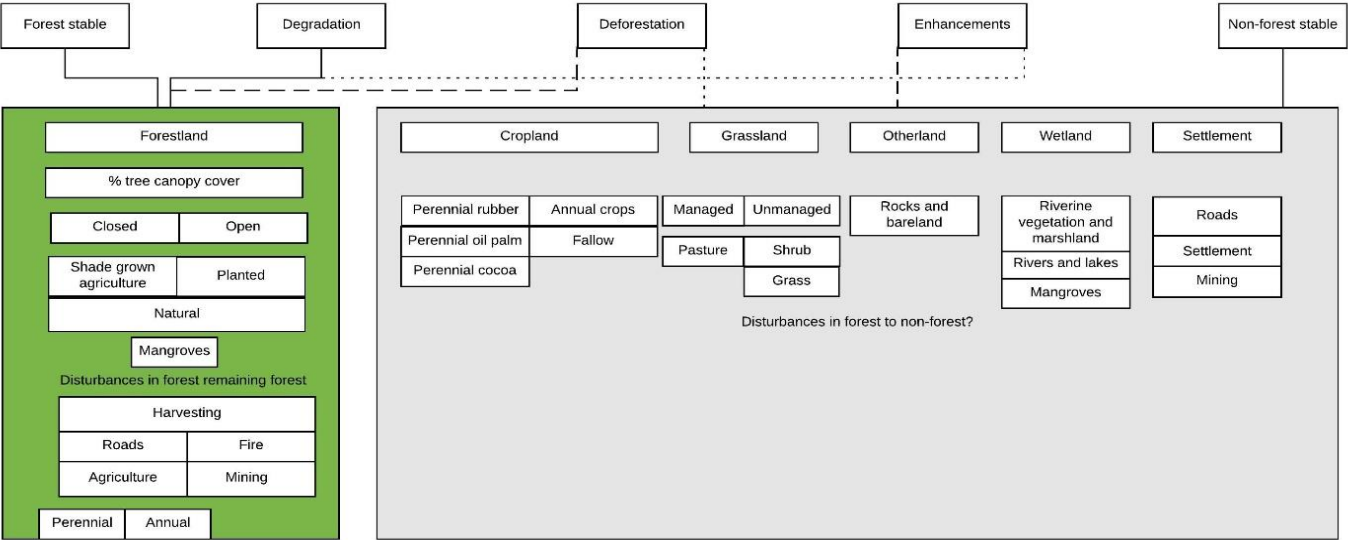 Forest stable
Degradation
Deforestation
Enhancements
Non-forest stable
Forestland
% tree canopy cover
Closed
Open
Shade grown
agriculture
Planted
Natural
Mangroves
Disturbances in forest remaining forest
Harvesting
Roads
Fire
Agriculture
Mining
Perennial
Annual
Cropland
Grassland
Otherland
Wetland
Settlement
Perennial rubber
Annual crops
Perennial oil palm
Fallow
Perennial cocoa
Managed
Unmanaged
Pasture
Shrub
Grass
Rocks and
bareland
Riverine
vegetation and
marshland
Rivers and lakes
Mangroves
Roads
Settlement
Mining
Disturbances in forest to non-forest?